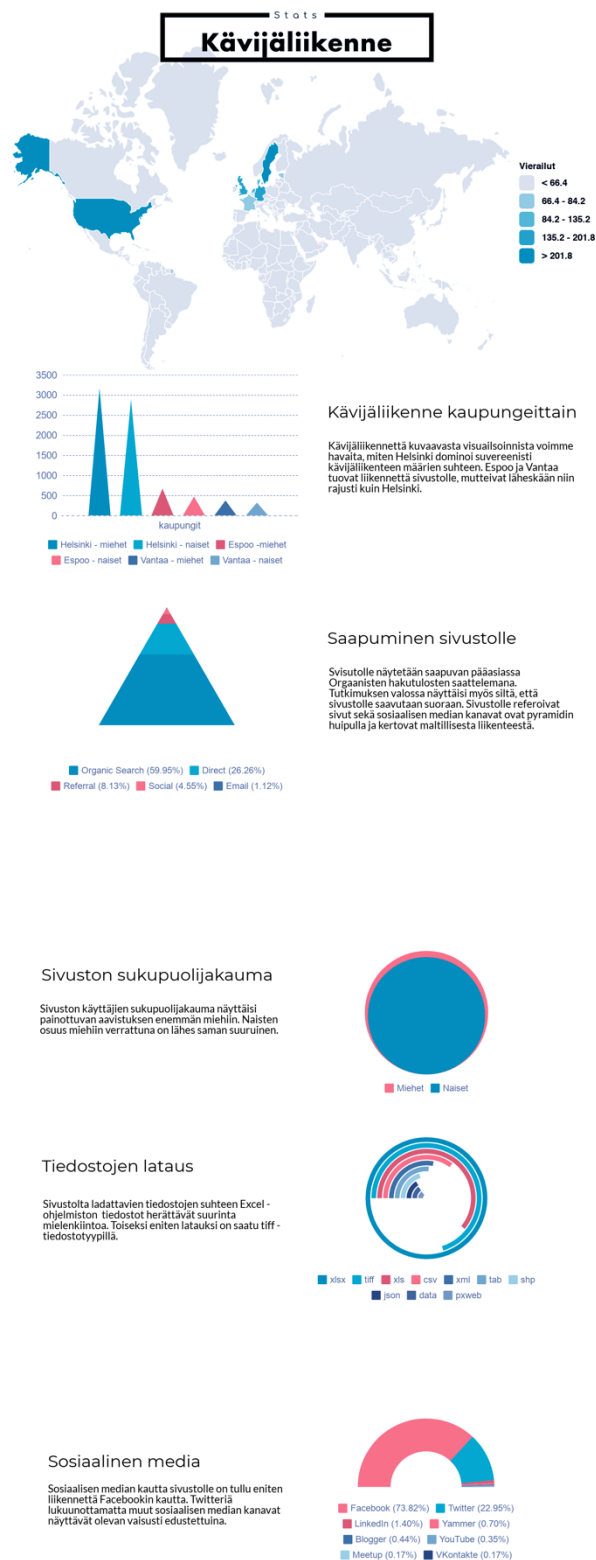 Stats
Kävijäliikenne
Vierailut
< 66.4
66.4 - 84.2
84.2 - 135.2
135.2 - 201.8
> 201.8
3500
3000
2500
2000
1500
1000
500
0
kaupungit
Helsinki - miehet Helsinki - naiset Espoo -miehet
Espoo - naiset Vantaa - miehet Vantaa - naiset
Kävijäliikenne kaupungeittain
Kävijäliikennettä kuvaavasta visuailsoinnista voimme
havaita, miten Helsinki dominoi suvereenisti
kävijäliikenteen määrien suhteen. Espoo ja Vantaa
tuovat liikennettä sivustolle, mutteivat läheskään niin
rajusti kuin Helsinki.
Saapuminen sivustolle
Svisutolle näytetään saapuvan pääasiassa
Orgaanisten hakutulosten saattelemana.
Tutkimuksen valossa näyttäisi myös siltä, että
sivustolle saavutaan suoraan. Sivustolle referoivat
sivut sekä sosiaalisen median kanavat ovat pyramidin
huipulla ja kertovat maltillisesta liikenteestä.
Organic Search (59.95%) Direct (26.26%)
Referral (8.13%) Social (4.55%) Email (1.12%)
Sivuston sukupuolijakauma
Sivuston käyttäjien sukupuolijakauma näyttäisi
painottuvan aavistuksen enemmän miehiin. Naisten
osuus miehiin verrattuna on lähes saman suuruinen.
Miehet Naiset
Tiedostojen lataus
Sivustolta ladattavien tiedostojen suhteen Excel -
ohjelmiston tiedostot herättävät suurinta
mielenkiintoa. Toiseksi eniten latauksi on saatu tiff -
tiedostotyypillä.
xlsx tiff xls csv xml tab shp
json data pxweb
Sosiaalinen media
Sosiaalisen median kautta sivustolle on tullu eniten
liikennettä Facebookin kautta. Twitteriä
lukuunottamatta muut sosiaalisen median kanavat
näyttävät olevan vaisusti edustettuina.
Facebook (73.82%) Twitter (22.95%)
LinkedIn (1.40%) Yammer (0.70%)
Blogger (0.44%) YouTube (0.35%)
Meetup (0.17%) VKontakte (0.17%)